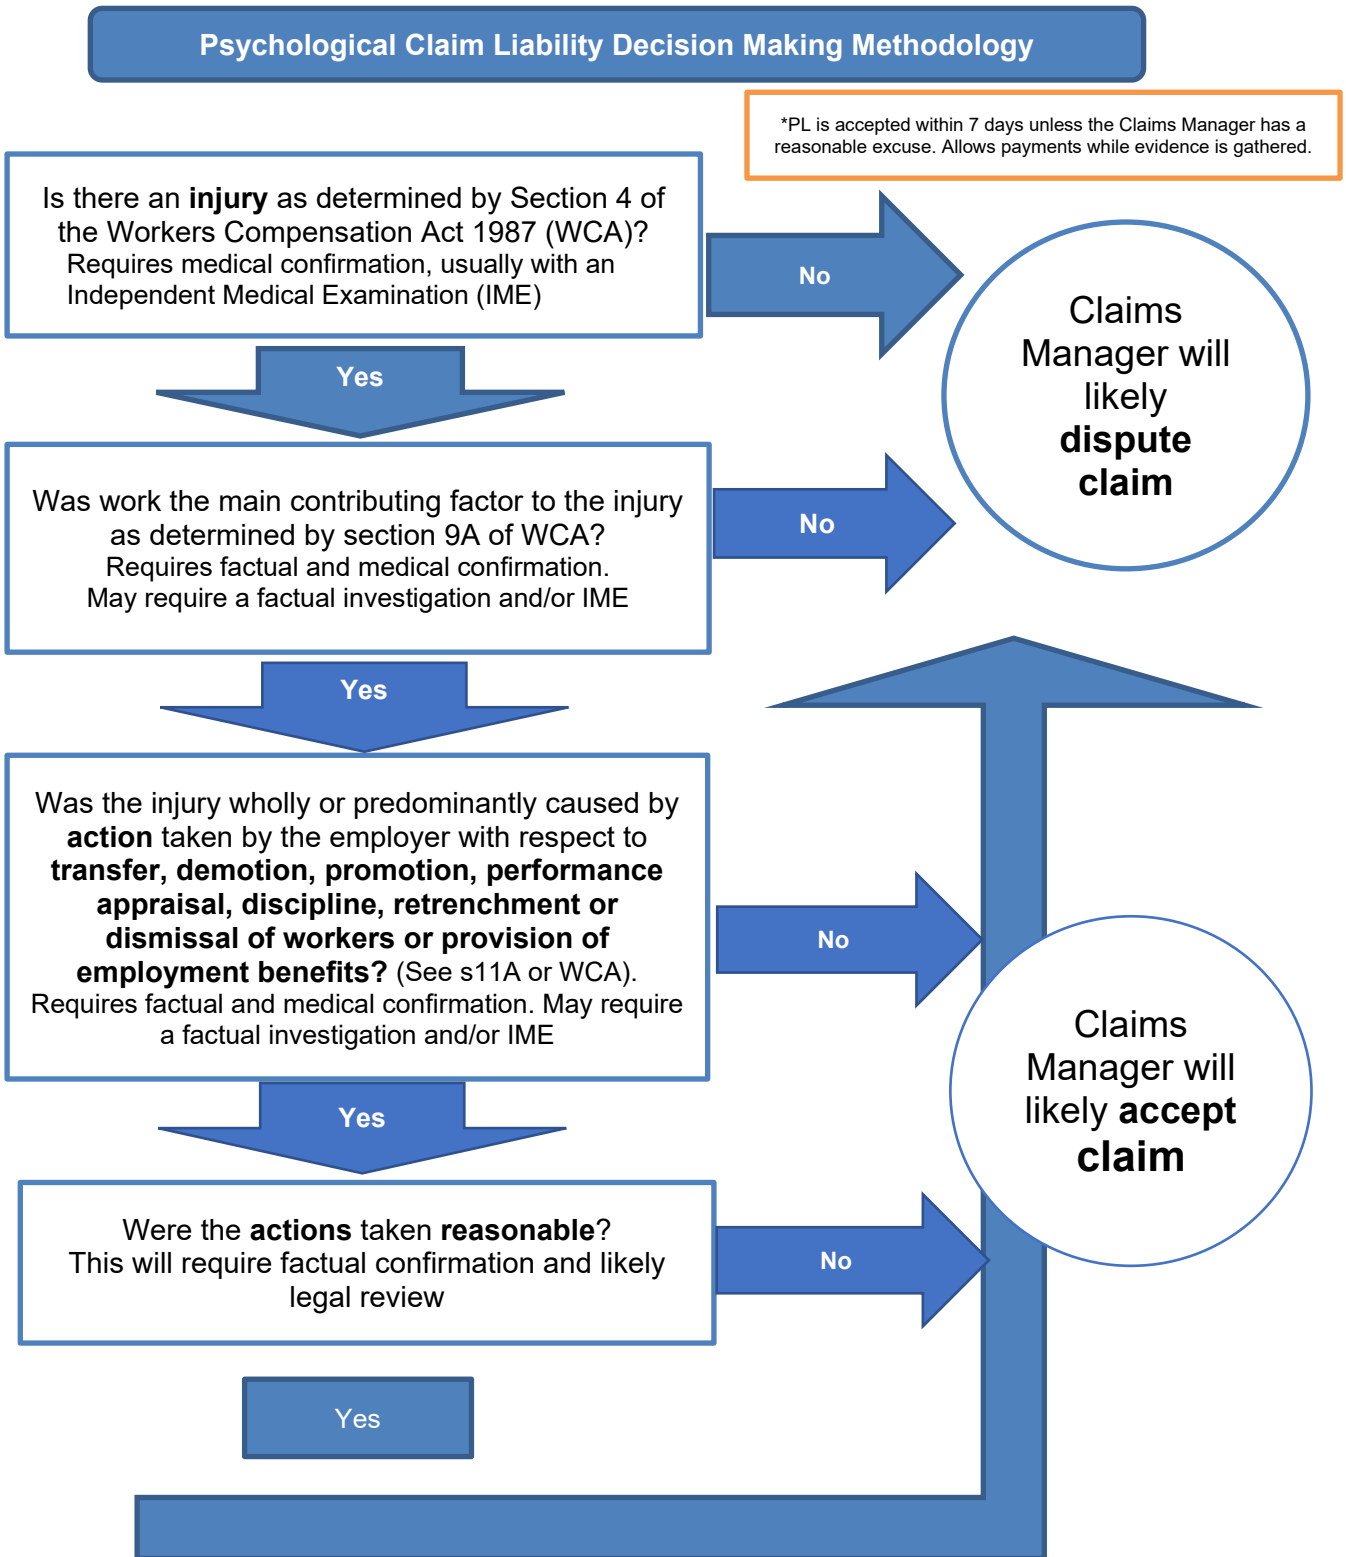 Psychological Claim Liability Decision Making Methodology
*PL is accepted within 7 days unless the Claims Manager has a
reasonable excuse. Allows payments while evidence is gathered.
Is there an injury as determined by Section 4 of
the Workers Compensation Act 1987 (WCA)?
Requires medical confirmation, usually with an
Independent Medical Examination (IME)
No
Claims
Manager will
likely
dispute
claim
Yes
Was work the main contributing factor to the injury
as determined by section 9A of WCA?
Requires factual and medical confirmation.
May require a factual investigation and/or IME
No
Yes
Was the injury wholly or predominantly caused by
action taken by the employer with respect to
transfer, demotion, promotion, performance
appraisal, discipline, retrenchment or
dismissal of workers or provision of
employment benefits? (See s11A or WCA).
Requires factual and medical confirmation. May require
a factual investigation and/or IME
No
Claims
Manager will
likely accept
claim
Yes
Were the actions taken reasonable?
This will require factual confirmation and likely
legal review
No
Yes